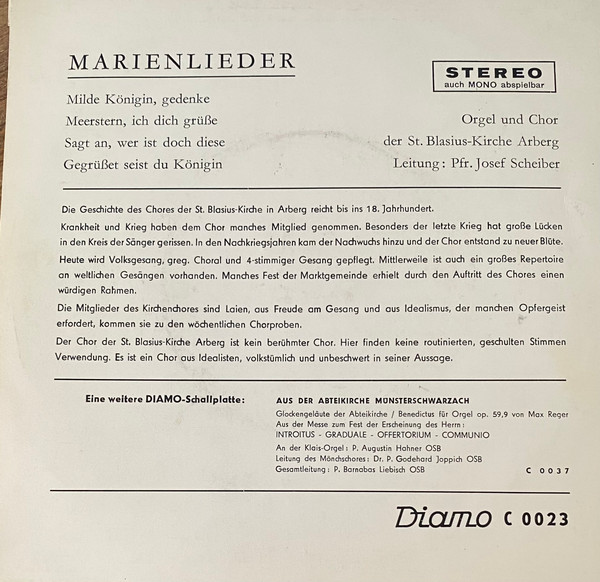 MARIENLIEDER
STEREO
auch MONO abspielbar
Milde Königin, gedenke
Meerstern, ich dich grüße
Sagt an, wer ist doch diese
Gegrüßet seist du Königin
Orgel und Chor
der St. Blasius-Kirche Arberg
Leitung: Pfr. Josef Scheiber
Die Geschichte des Chores der St. Blasius-Kirche in Arberg reicht bis ins 18. Jahrhundert.
Krankheit und Krieg haben dem Chor manches Mitglied genommen. Besonders der letzte Krieg hat große Lücken
in den Kreis der Sänger gerissen. In den Nachkriegsjahren kam der Nachwuchs hinzu und der Chor entstand zu neuer Blüte.
Heute wird Volksgesang, greg. Choral und 4-stimmiger Gesang gepflegt. Mittlerweile ist auch ein großes Repertoire
an weltlichen Gesängen vorhanden. Manches Fest der Marktgemeinde erhielt durch den Auftritt des Chores einen
würdigen Rahmen.
Die Mitglieder des Kirchenchores sind Laien, aus Freude am Gesang und aus Idealismus, der manchen Opfergeist
erfordert, kommen sie zu den wöchentlichen Chorproben.
Der Chor der St. Blasius-Kirche Arberg ist kein berühmter Chor. Hier finden keine routinierten, geschulten Stimmen
Verwendung. Es ist ein Chor aus Idealisten, volkstümlich und unbeschwert in seiner Aussage.
Eine weitere DIAMO-Schallplatte:
AUS DER ABTEIKIRCHE MÜNSTERSCHWARZACH
Glockengeläute der Abteikirche / Benedictus für Orgel op. 59,9 von Max Reger
Aus der Messe zum Fest der Erscheinung des Herrn:
INTROITUS - GRADUALE - OFFERTORIUM - COMMUNIO
An der Klais-Orgel: P. Augustin Hahner OSB
Leitung des Mönchschores: Dr. P. Godehard Joppich OSB
Gesamtleitung: P. Barnabas Liebisch OSB
C 0037
Diamo C 0023